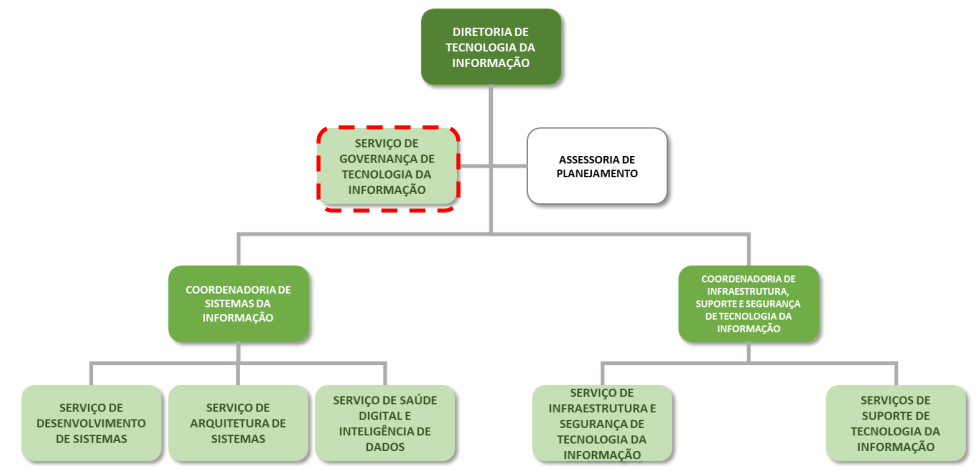 DIRETORIA DE
TECNOLOGIA DA
INFORMAÇÃO
SERVIÇO DE
GOVERNANÇA DE
TECNOLOGIA DA
INFORMAÇÃO
ASSESSORIA DE
PLANEJAMENTO
COORDENADORIA DE
SISTEMAS DA
INFORMAÇÃO
COORDENADORIA DE
INFRAESTRUTURA,
SUPORTE E SEGURANÇA
DE TECNOLOGIA DA
INFORMAÇÃO
SERVIÇO DE
DESENVOLVIMENTO
DE SISTEMAS
SERVIÇO DE
ARQUITETURA DE
SISTEMAS
SERVIÇO DE SAÚDE
DIGITAL E
INTELIGÊNCIA DE
DADOS
SERVIÇO DE
INFRAESTRUTURA E
SEGURANÇA DE
TECNOLOGIA DA
INFORMAÇÃO
SERVIÇOS DE
SUPORTE DE
TECNOLOGIA DA
INFORMAÇÃO